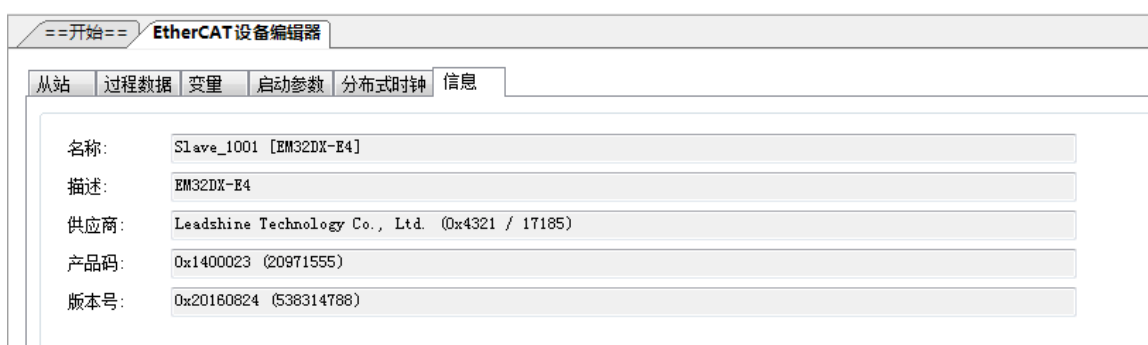 ==开始== EtherCAT设备编辑器
从站 过程数据 变量 启动参数 分布式时钟 信息
名称: Slave_1001 [EM32DX-E4]
描述: EM32DX-E4
供应商: Leadshine Technology Co., Ltd. (0x4321 / 17185)
产品码: 0x1400023 (20971555)
版本号: 0x20160824 (538314788)